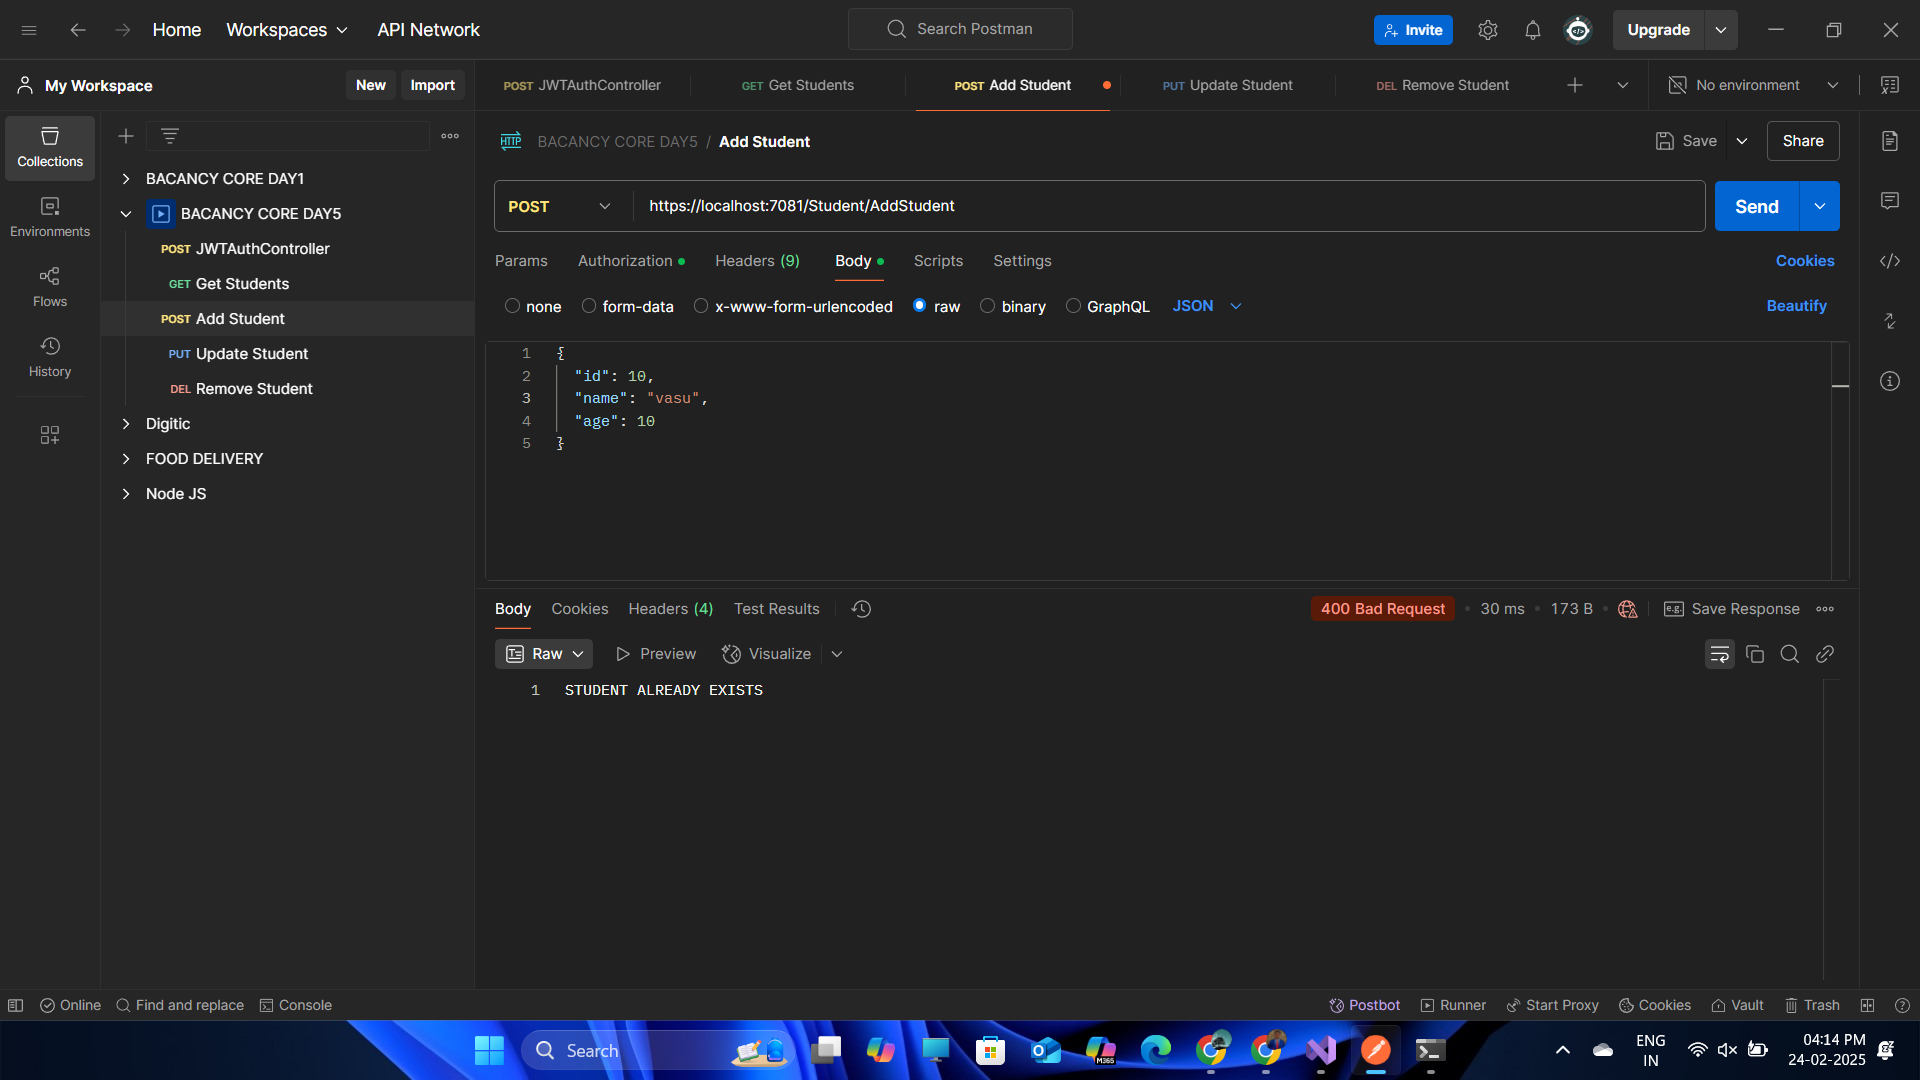 Home
Workspaces
API Network
Search Postman
Invite
Upgrade
My Workspace
New
Import
POST JWTAuthController
GET Get Students
POST Add Student
PUT Update Student
DEL Remove Student
No environment
Collections
Environments
Flows
History
BACANCY CORE DAY1
BACANCY CORE DAY5
POST JWTAuthController
GET Get Students
POST Add Student
PUT Update Student
DEL Remove Student
Digitic
FOOD DELIVERY
Node JS
HTTP BACANCY CORE DAY5 / Add Student
Save
Share
POST
https://localhost:7081/Student/AddStudent
Send
Params
Authorization
Headers (9)
Body
Scripts
Settings
Cookies
none
form-data
x-www-form-urlencoded
raw
binary
GraphQL
JSON
Beautify
1 {
2 "id": 10,
3 "name": "vasu",
4 "age": 10
5 }
Body
Cookies
Headers (4)
Test Results
400 Bad Request
30 ms
173 B
e.g. Save Response
Raw
Preview
Visualize
1 STUDENT ALREADY EXISTS
Online
Find and replace
Console
Postbot
Runner
Start Proxy
Cookies
Vault
Trash
Search
M365
ENG
IN
04:14 PM
24-02-2025